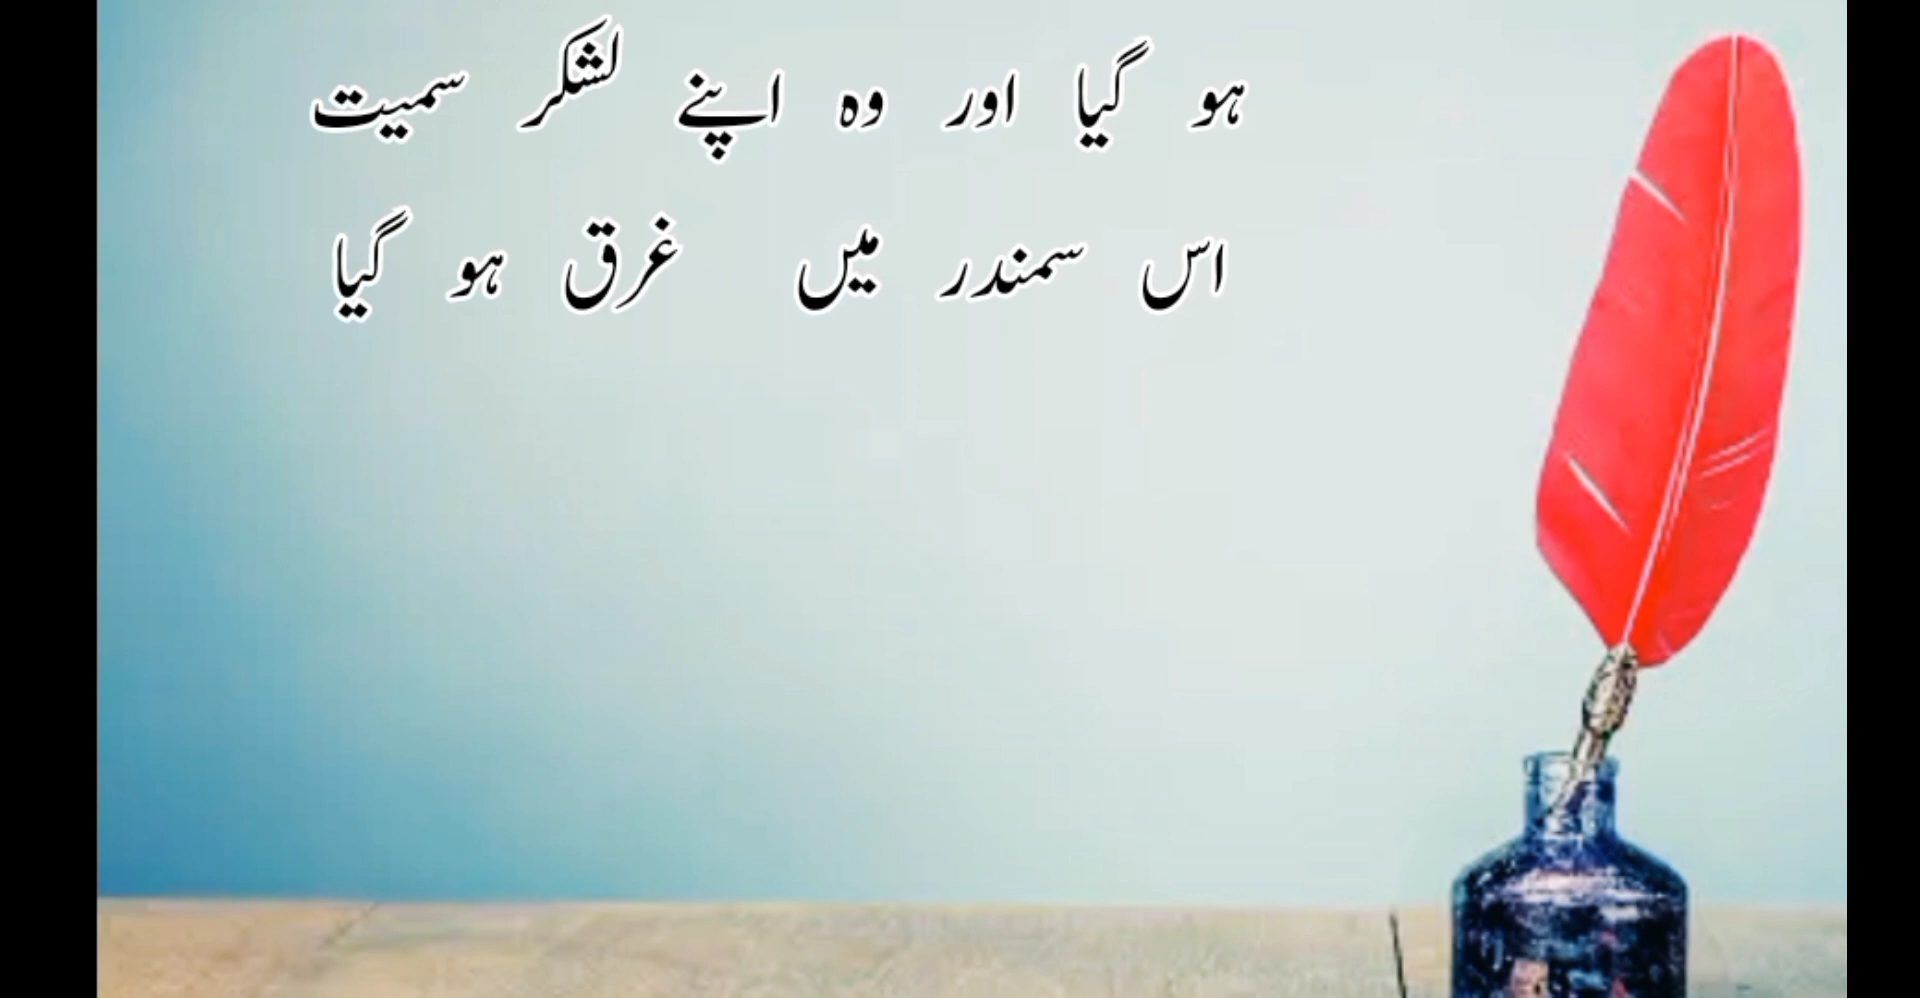 ہو گیا اور وہ اپنے لشکر سمیت
اس سمندر میں غرق ہو گیا